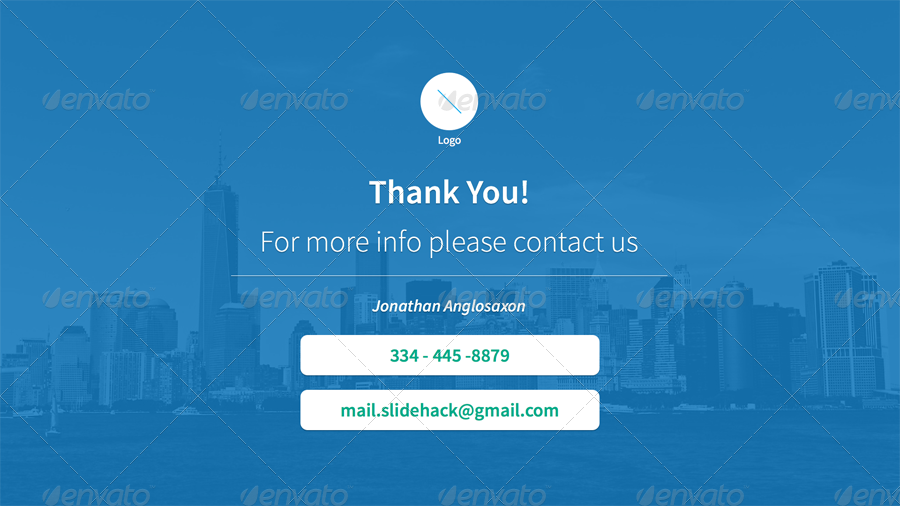 envato envato envato envato envato
Logo
Thank You!
For more info please contact us
envato envato envato envato envato
Jonathan Anglosaxon
334 - 445 -8879
mail.slidehack@gmail.com
envato envato envato envato envato